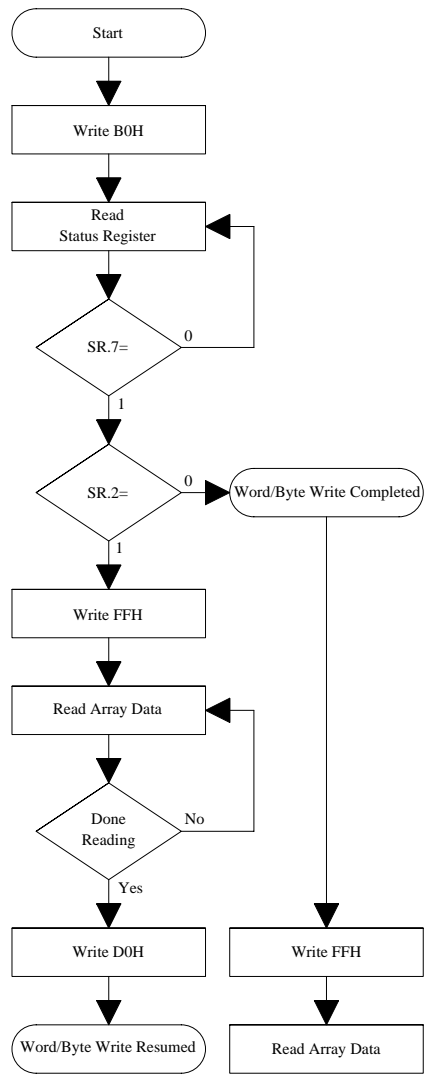 Start
Write B0H
Read
Status Register
SR.7=
0
1
SR.2=
0
Word/Byte Write Completed
1
Write FFH
Read Array Data
Done
Reading
No
Yes
Write D0H
Write FFH
Word/Byte Write Resumed
Read Array Data